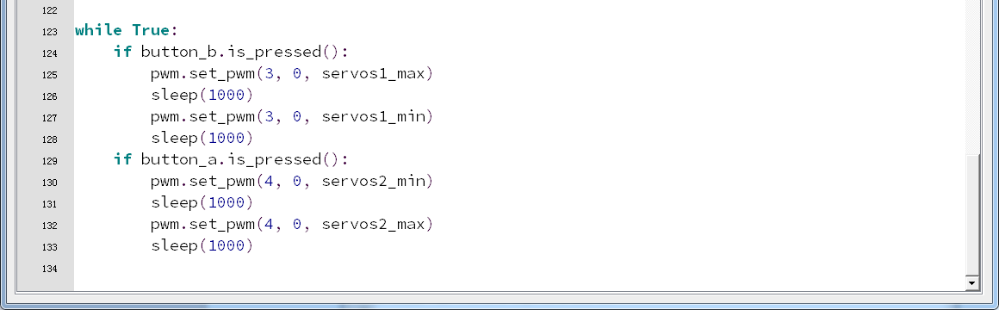 122
123 while True:
124 if button_b.is_pressed():
125 pwm.set_pwm(3, 0, servos1_max)
126 sleep(1000)
127 pwm.set_pwm(3, 0, servos1_min)
128 sleep(1000)
129 if button_a.is_pressed():
130 pwm.set_pwm(4, 0, servos2_min)
131 sleep(1000)
132 pwm.set_pwm(4, 0, servos2_max)
133 sleep(1000)
134